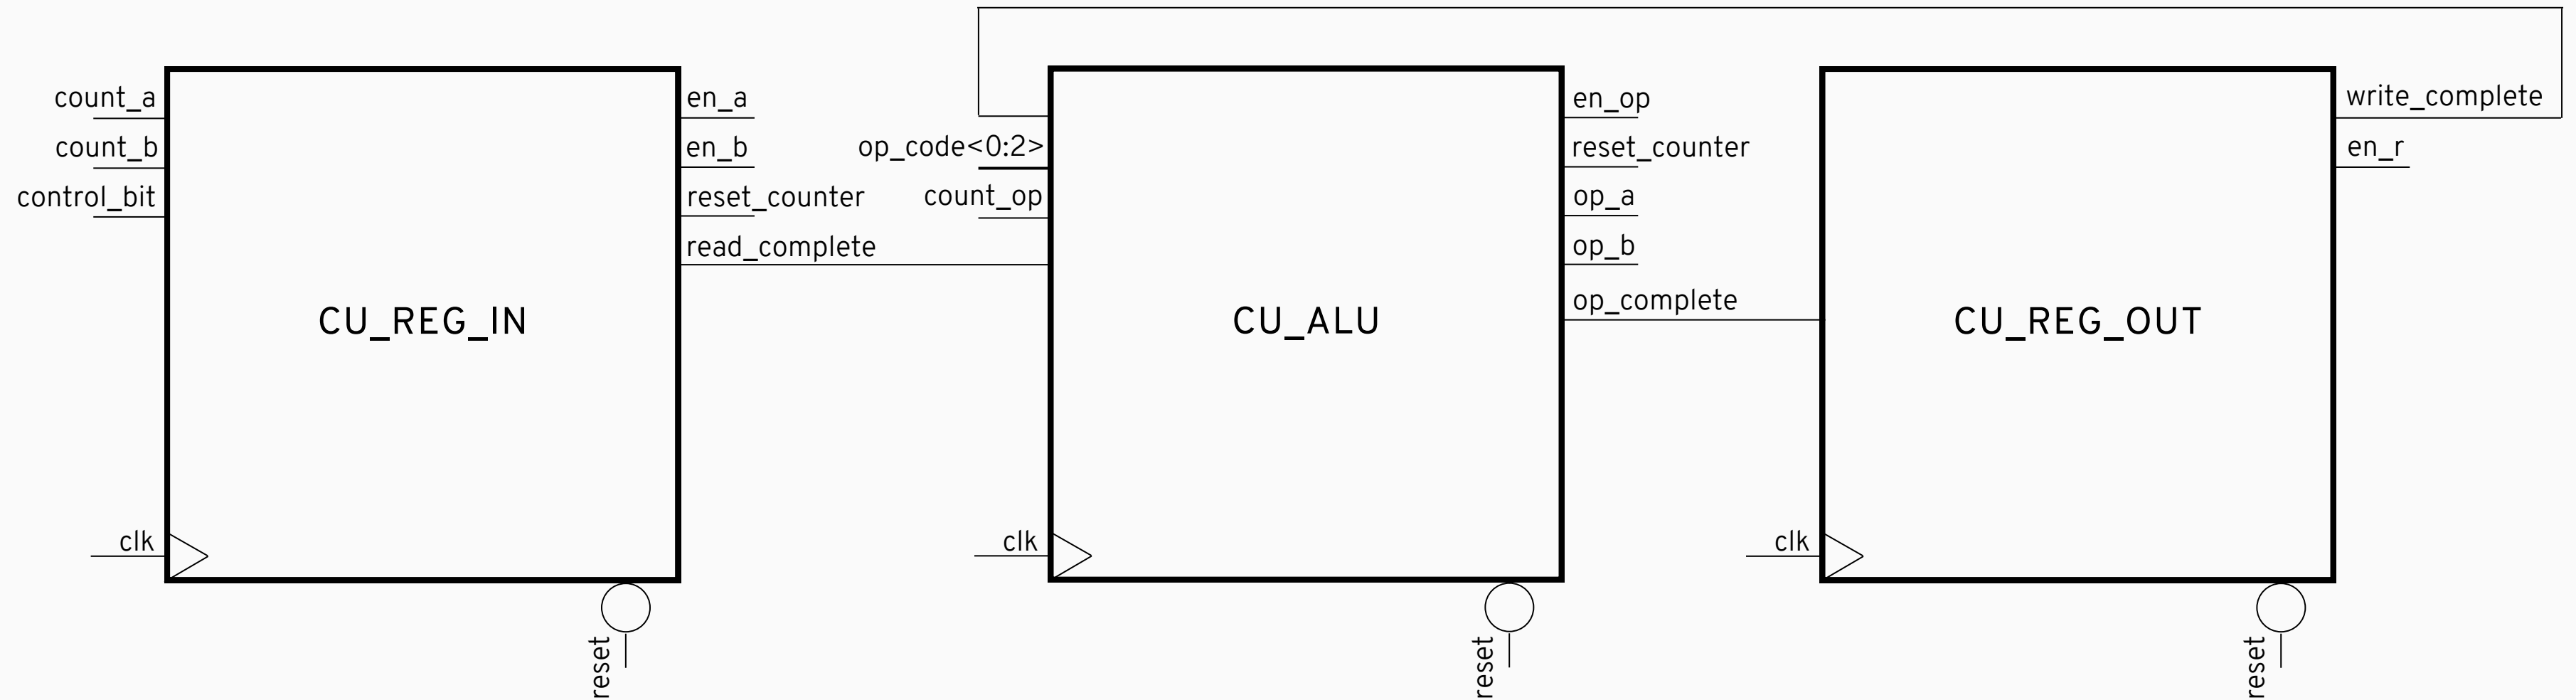 count_a
count_b
control_bit
CU_REG_IN
en_a
en_b
reset_counter
read_complete
clk
reset
op_code<0:2>
count_op
CU_ALU
en_op
reset_counter
op_a
op_b
op_complete
clk
reset
CU_REG_OUT
write_complete
en_r
clk
reset